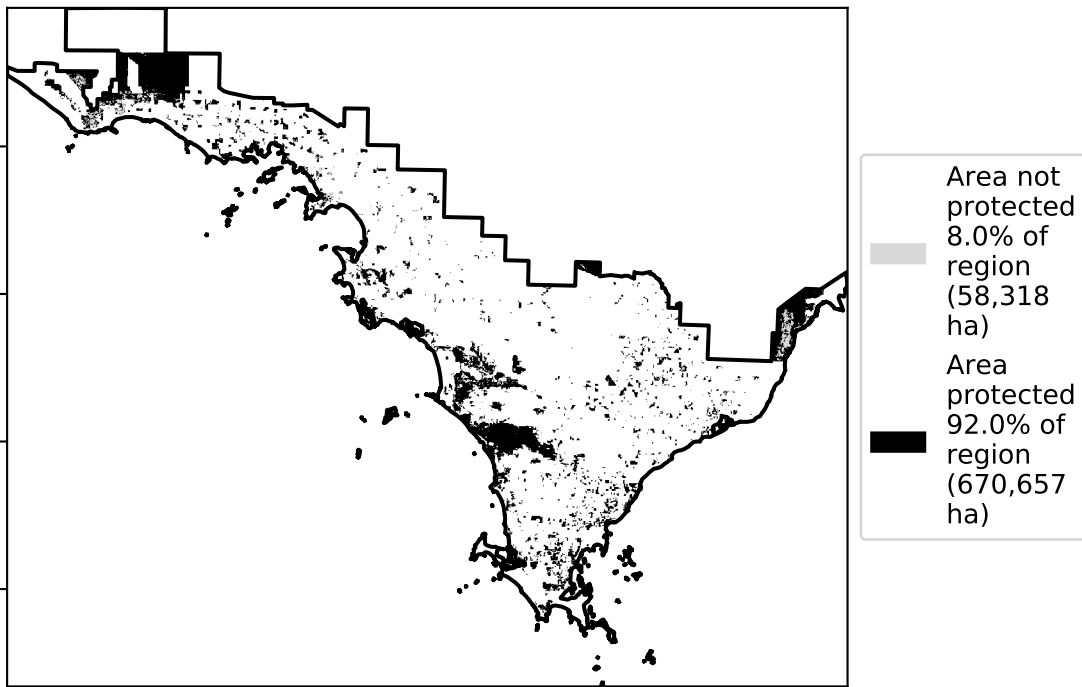 Area not
protected
8.0% of
region
(58,318
ha)
Area
protected
92.0% of
region
(670,657
ha)